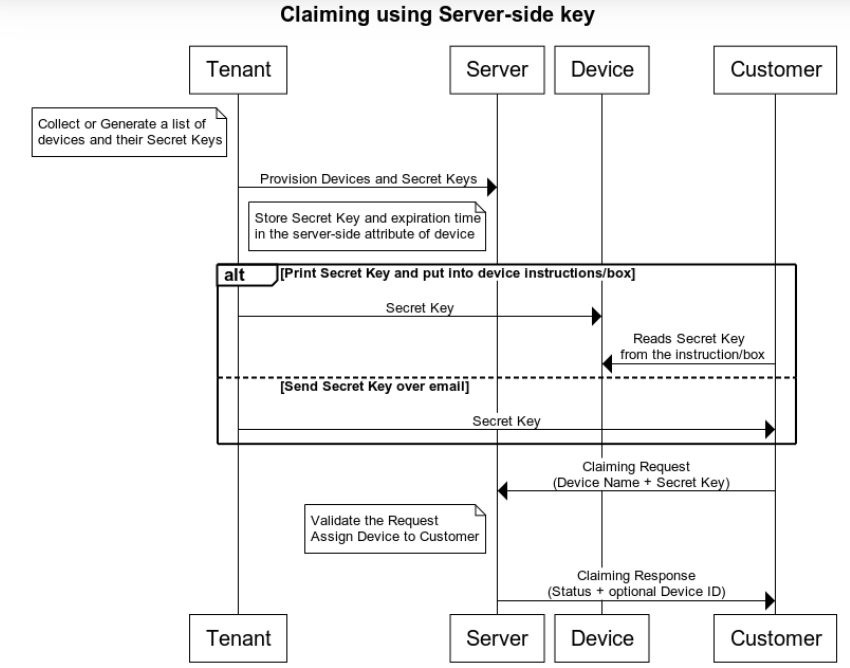 Claiming using Server-side key
Tenant
Server
Device
Customer
Collect or Generate a list of
devices and their Secret Keys
Provision Devices and Secret Keys
Store Secret Key and expiration time
in the server-side attribute of device
alt
[Print Secret Key and put into device instructions/box]
Secret Key
Reads Secret Key
from the instruction/box
[Send Secret Key over email]
Secret Key
Claiming Request
(Device Name + Secret Key)
Validate the Request
Assign Device to Customer
Claiming Response
(Status + optional Device ID)
Tenant
Server
Device
Customer